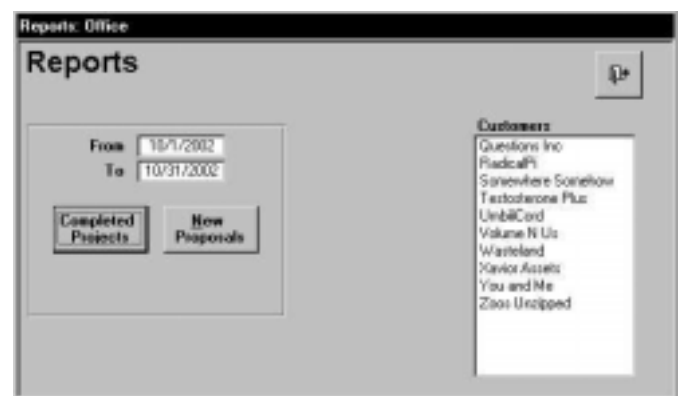 Reports: Office
Reports
From 10/1/2002
To 10/31/2002
Completed Projects
New Proposals
Customers
Questions Inc
RadicalPi
Somewhere Somehow
Testosterone Plus
UmbiliCord
Volume N Us
Wasteland
Xavior Assets
You and Me
Zoos Unzipped